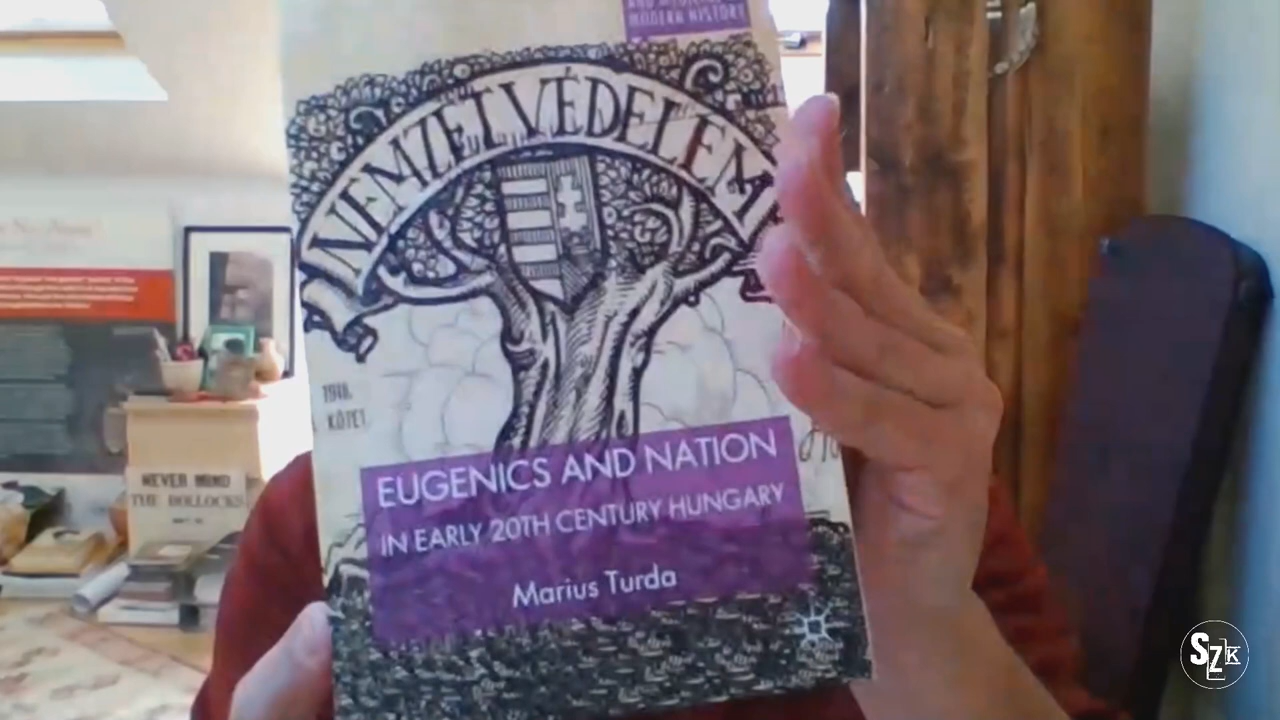 MODERN HISTORY
NEMZETVÉDELEM
1918.
KÖTET
EUGENICS AND NATION
IN EARLY 20TH CENTURY HUNGARY
Marius Turda
NEVER MIND
THE BOLLOCKS
SZK